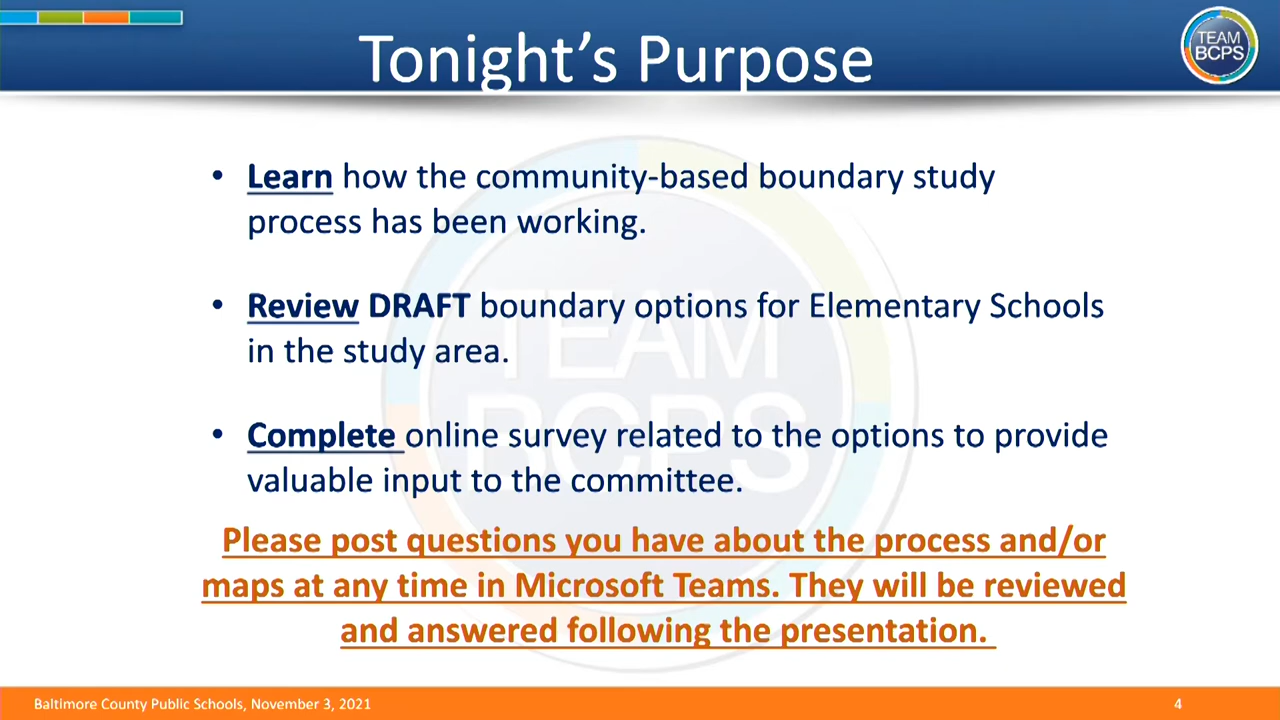 Tonight's Purpose
TEAM
BCPS
• Learn how the community-based boundary study
process has been working.
• Review DRAFT boundary options for Elementary Schools
in the study area.
• Complete online survey related to the options to provide
valuable input to the committee.
Please post questions you have about the process and/or
maps at any time in Microsoft Teams. They will be reviewed
and answered following the presentation.
TEAM
BCPS
Baltimore County Public Schools, November 3, 2021
4